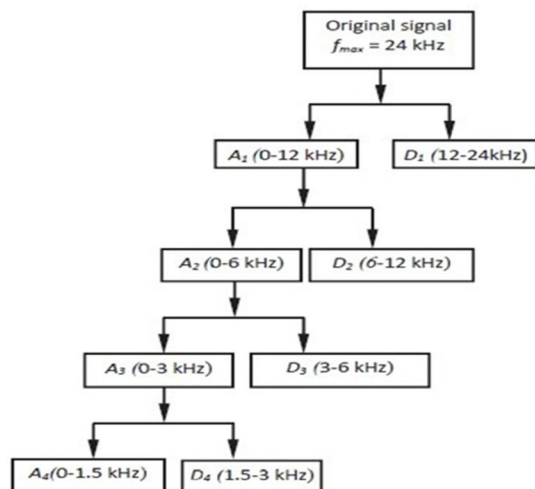 Original signal
fmax = 24 kHz
A1 (0-12 kHz)
D1 (12-24kHz)
A2 (0-6 kHz)
D2 (6-12 kHz)
A3 (0-3 kHz)
D3 (3-6 kHz)
A4(0-1.5 kHz)
D4 (1.5-3 kHz)